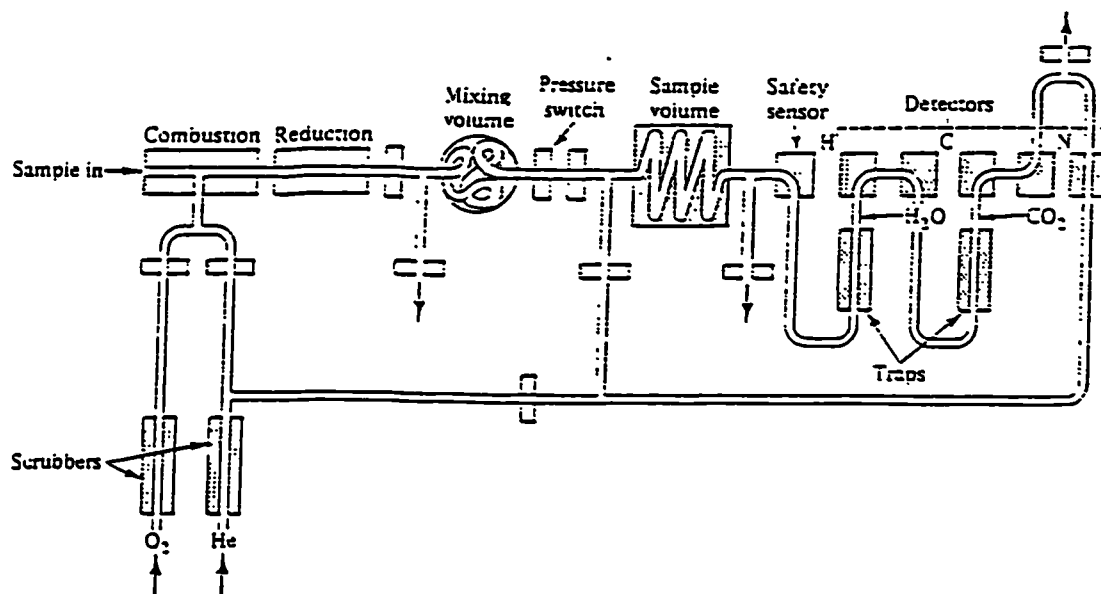 Pressure
switch
Sample
volume
Safety
sensor
Detectors
Mixing
volume
H
C
N
Combustion
Reduction
Sample in
H₂O
CO₂
Traps
Scrubbers
O₂
He